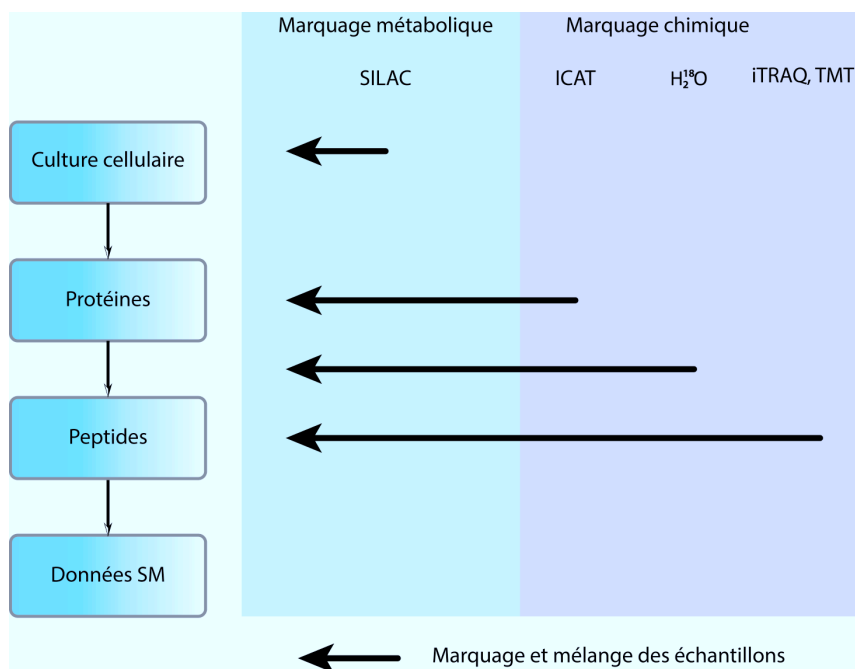 Marquage métabolique Marquage chimique
SILAC ICAT H₂¹⁸O iTRAQ, TMT
Culture cellulaire
Protéines
Peptides
Données SM
Marquage et mélange des échantillons